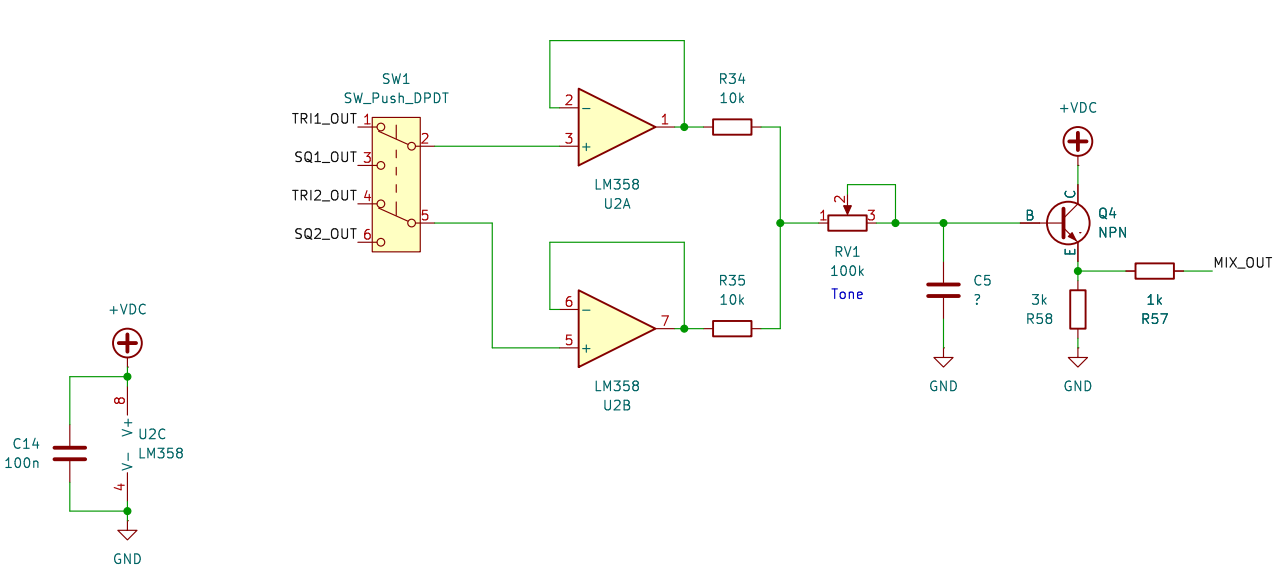 SW1
SW_Push_DPDT
TRI1_OUT 1
2
SQ1_OUT 3
TRI2_OUT 4
5
SQ2_OUT 6
2
−
1
3
+
LM358
U2A
R34
10k
6
−
7
5
+
LM358
U2B
R35
10k
1
2
3
RV1
100k
Tone
C5
?
GND
+VDC
C
B
E
Q4
NPN
MIX_OUT
3k
R58
1k
R57
GND
+VDC
8
V+
U2C
LM358
V−
4
C14
100n
GND